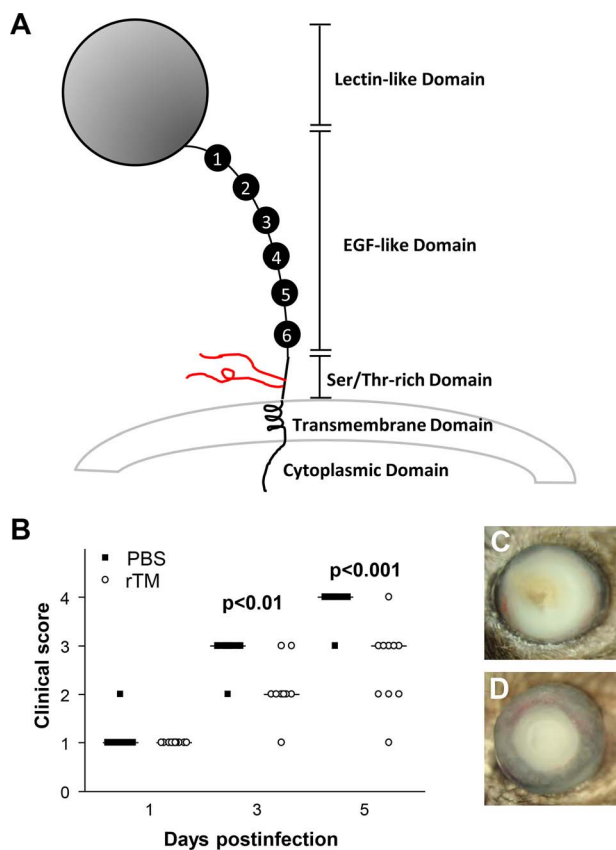 A
Lectin-like Domain
1
2
3
EGF-like Domain
4
5
6
Ser/Thr-rich Domain
Transmembrane Domain
Cytoplasmic Domain
B
PBS
rTM
p<0.01
p<0.001
Clinical score
4
3
2
1
0
1 3 5
Days postinfection
C
D